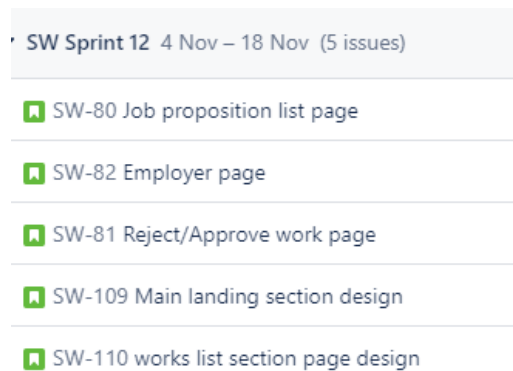 SW Sprint 12 4 Nov – 18 Nov (5 issues)
SW-80 Job proposition list page
SW-82 Employer page
SW-81 Reject/Approve work page
SW-109 Main landing section design
SW-110 works list section page design